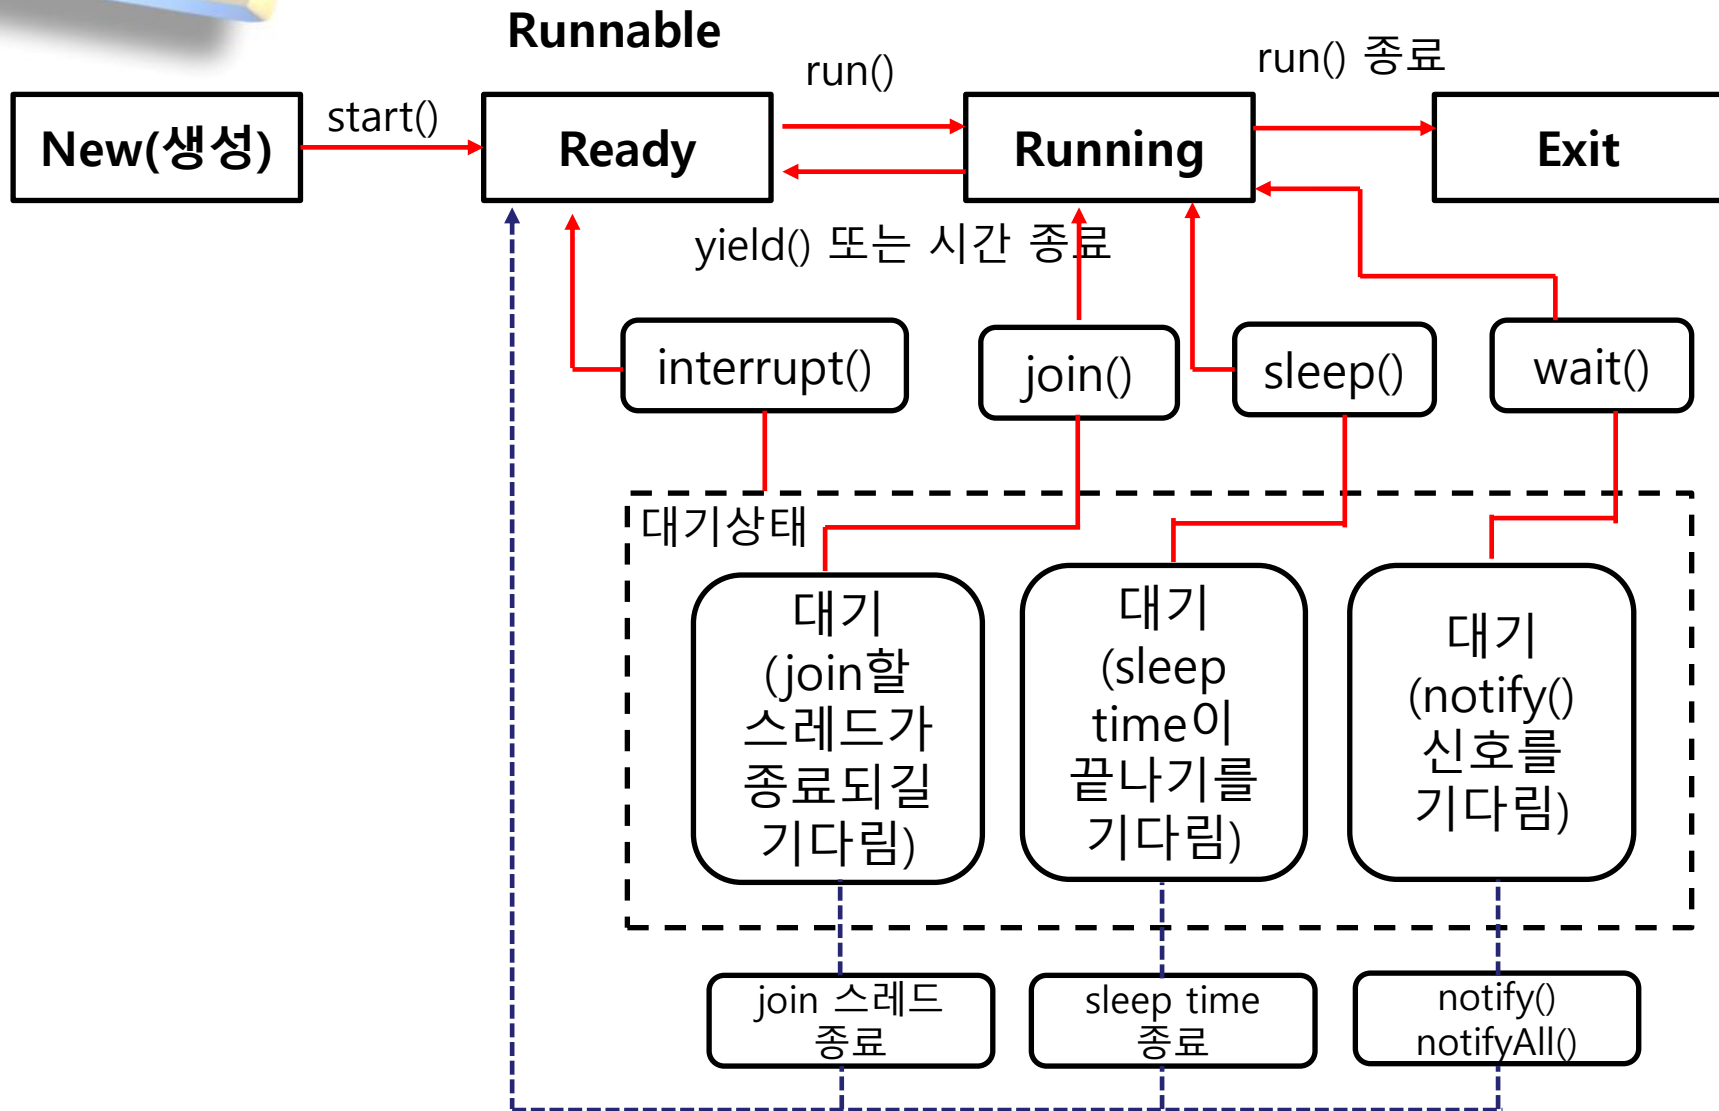 Runnable
run()
run() 종료
start()
New(생성)
Ready
Running
Exit
yield() 또는 시간 종료
interrupt()
join()
sleep()
wait()
대기상태
대기
(join할
스레드가
종료되길
기다림)
대기
(sleep
time이
끝나기를
기다림)
대기
(notify()
신호를
기다림)
join 스레드
종료
sleep time
종료
notify()
notifyAll()